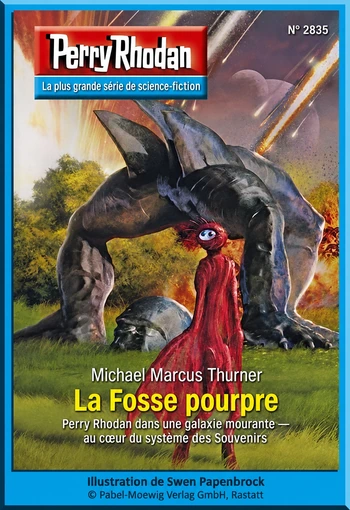 Perry Rhodan
N° 2835
La plus grande série de science-fiction
Michael Marcus Thurner
La Fosse pourpre
Perry Rhodan dans une galaxie mourante —
au cœur du système des Souvenirs
Illustration de Swen Papenbrock
© Pabel-Moewig Verlag GmbH, Rastatt